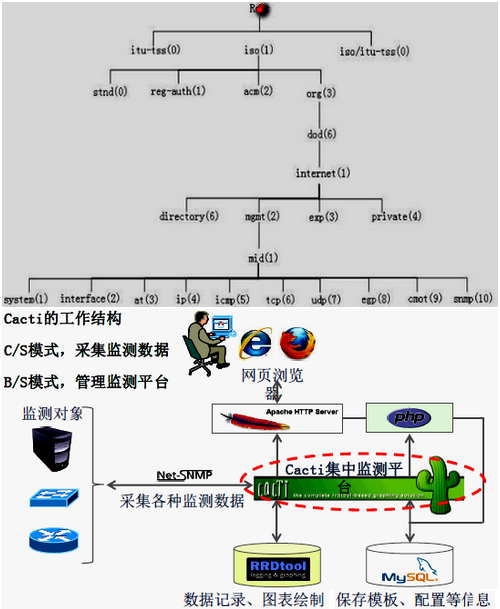 itu-tss(0) iso(1) iso/itu-tss(0)
stnd(0) reg-auth(1) acm(2) org(3)
dod(6)
internet(1)
directory(6) mgmt(2) exp(3) private(4)
mid(1)
system(1) interface(2) at(3) ip(4) icmp(5) tcp(6) udp(7) egp(8) cmot(9) snmp(10)
Cacti的工作结构
C/S模式，采集监测数据
B/S模式，管理监测平台
网页浏览
器
监测对象
Apache HTTP Server
php
Net-SNMP
采集各种监测数据
Cacti集中监测平
台
cacti
the complete rrdtool-based graphing solution
RRDtool
logging & graphing
MySQL
数据记录、图表绘制
保存模板、配置等信息